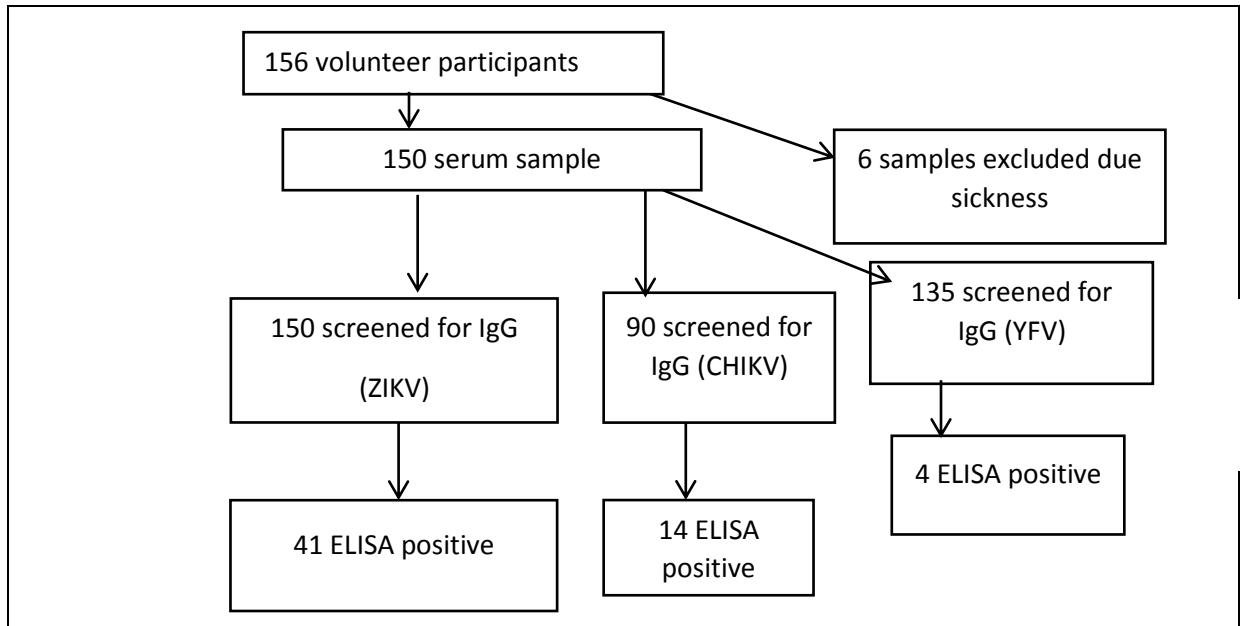 156 volunteer participants
150 serum sample
6 samples excluded due
sickness
150 screened for IgG
(ZIKV)
90 screened for
IgG (CHIKV)
135 screened for
IgG (YFV)
41 ELISA positive
14 ELISA
positive
4 ELISA positive